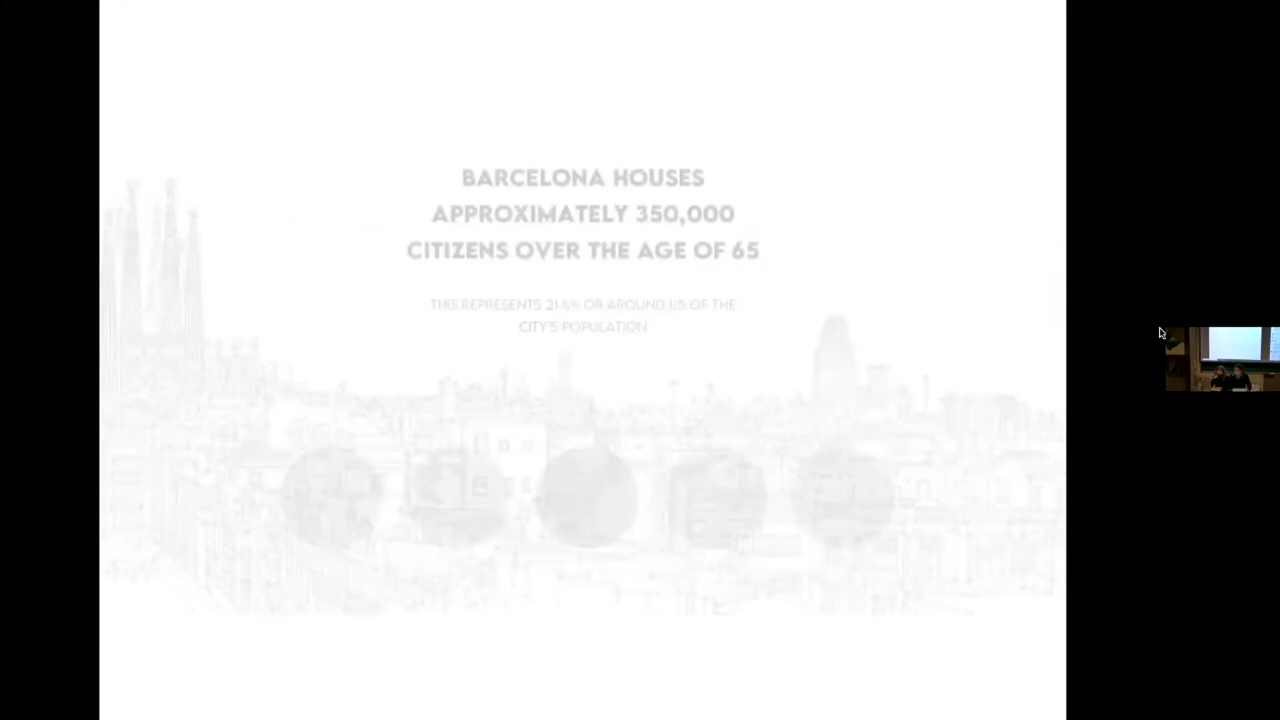 BARCELONA HOUSES
APPROXIMATELY 350,000
CITIZENS OVER THE AGE OF 65
THIS REPRESENTS 21.6% OR AROUND 1/5 OF THE
CITY'S POPULATION